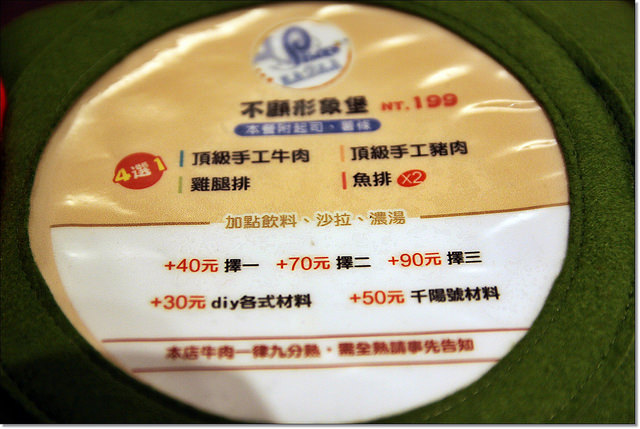 不顧形象堡 NT.199
本餐附起司、薯條
4選1
頂級手工牛肉 頂級手工豬肉
雞腿排 魚排 X2
加點飲料、沙拉、濃湯
+40元 擇一 +70元 擇二 +90元 擇三
+30元 diy各式材料 +50元 千陽號材料
本店牛肉一律九分熟，需全熟請事先告知